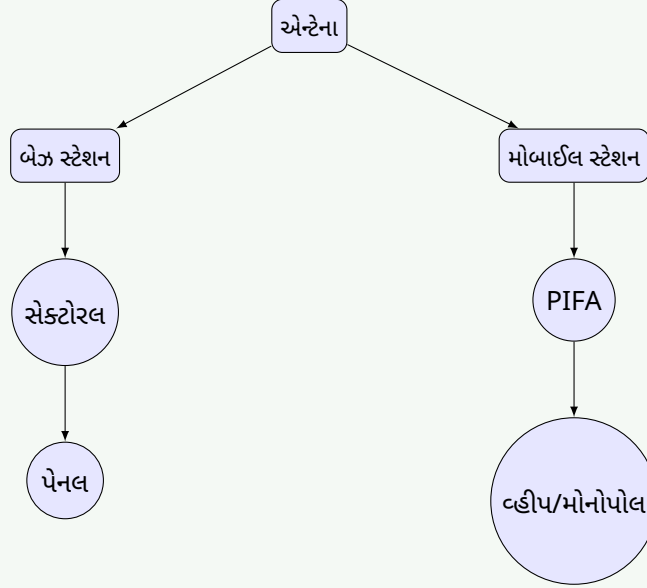 એન્ટેના
બેઝ સ્ટેશન
મોબાઈલ સ્ટેશન
સેક્ટોરલ
PIFA
પેનલ
વ્હીપ/મોનોપોલ